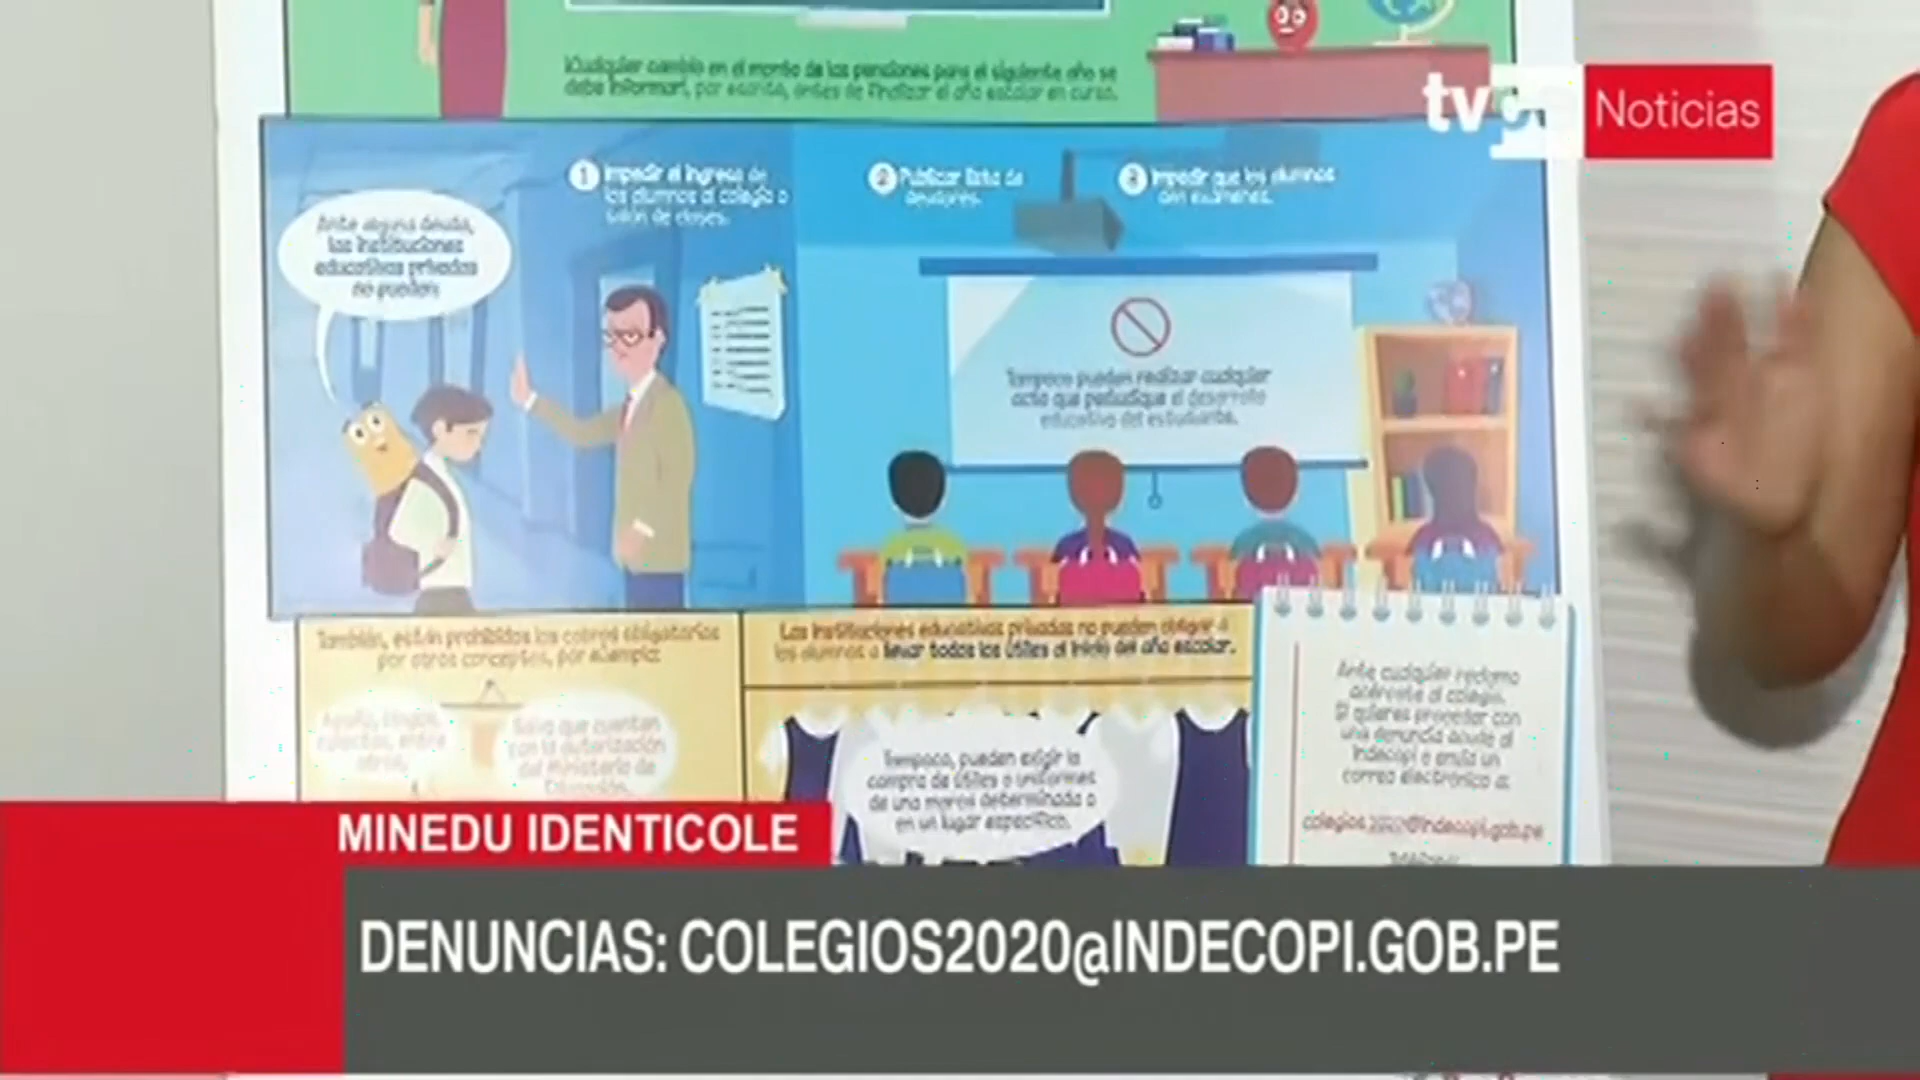 ¡Cualquier cambio en el monto de las pensiones para el siguiente año se
debe informar!, por escrito, antes de finalizar el año escolar en curso.
tvpe Noticias
1 Impedir el ingreso de
los alumnos al colegio o
salón de clases.
2 Publicar lista de
deudores.
3 Impedir que los alumnos
den exámenes.
Ante alguna deuda,
las instituciones
educativas privadas
no pueden:
Tampoco pueden realizar cualquier
acto que perjudique el desarrollo
educativo del estudiante.
También, están prohibidos los cobros obligatorios
por otros conceptos, por ejemplo:
Salvo que cuentan
con la autorización
del Ministerio de
Las instituciones educativas privadas no pueden obligar a
los alumnos a llevar todos los útiles al inicio del año escolar.
Tampoco, pueden exigir la
compra de útiles o uniformes
de una marca determinada o
en un lugar específico.
Ante cualquier reclamo
acércate al colegio.
Si quieres proceder con
una denuncia acude al
Indecopi o envía un
correo electrónico a:
colegios2020@indecopi.gob.pe
MINEDU IDENTICOLE
DENUNCIAS: COLEGIOS2020@INDECOPI.GOB.PE